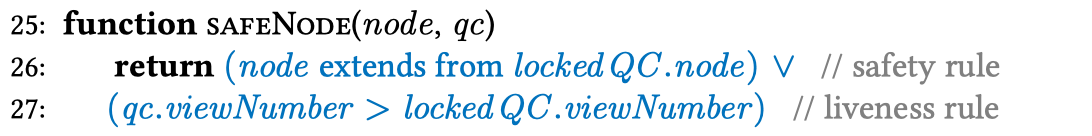 25: function SAFENODE(node, qc)
26: return (node extends from lockedQC.node) ∨ // safety rule
27: (qc.viewNumber > lockedQC.viewNumber) // liveness rule